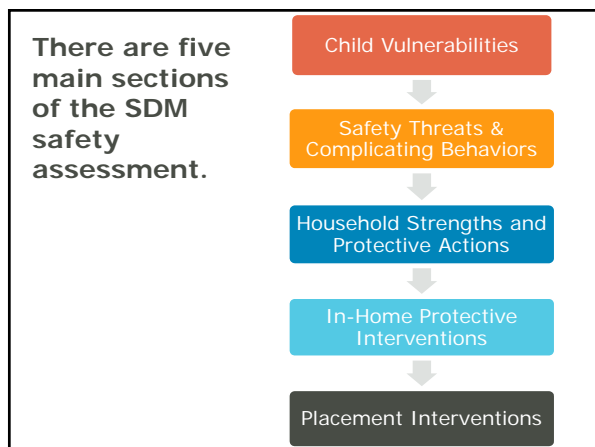 There are five
main sections
of the SDM
safety
assessment.
Child Vulnerabilities
Safety Threats &
Complicating Behaviors
Household Strengths and
Protective Actions
In-Home Protective
Interventions
Placement Interventions